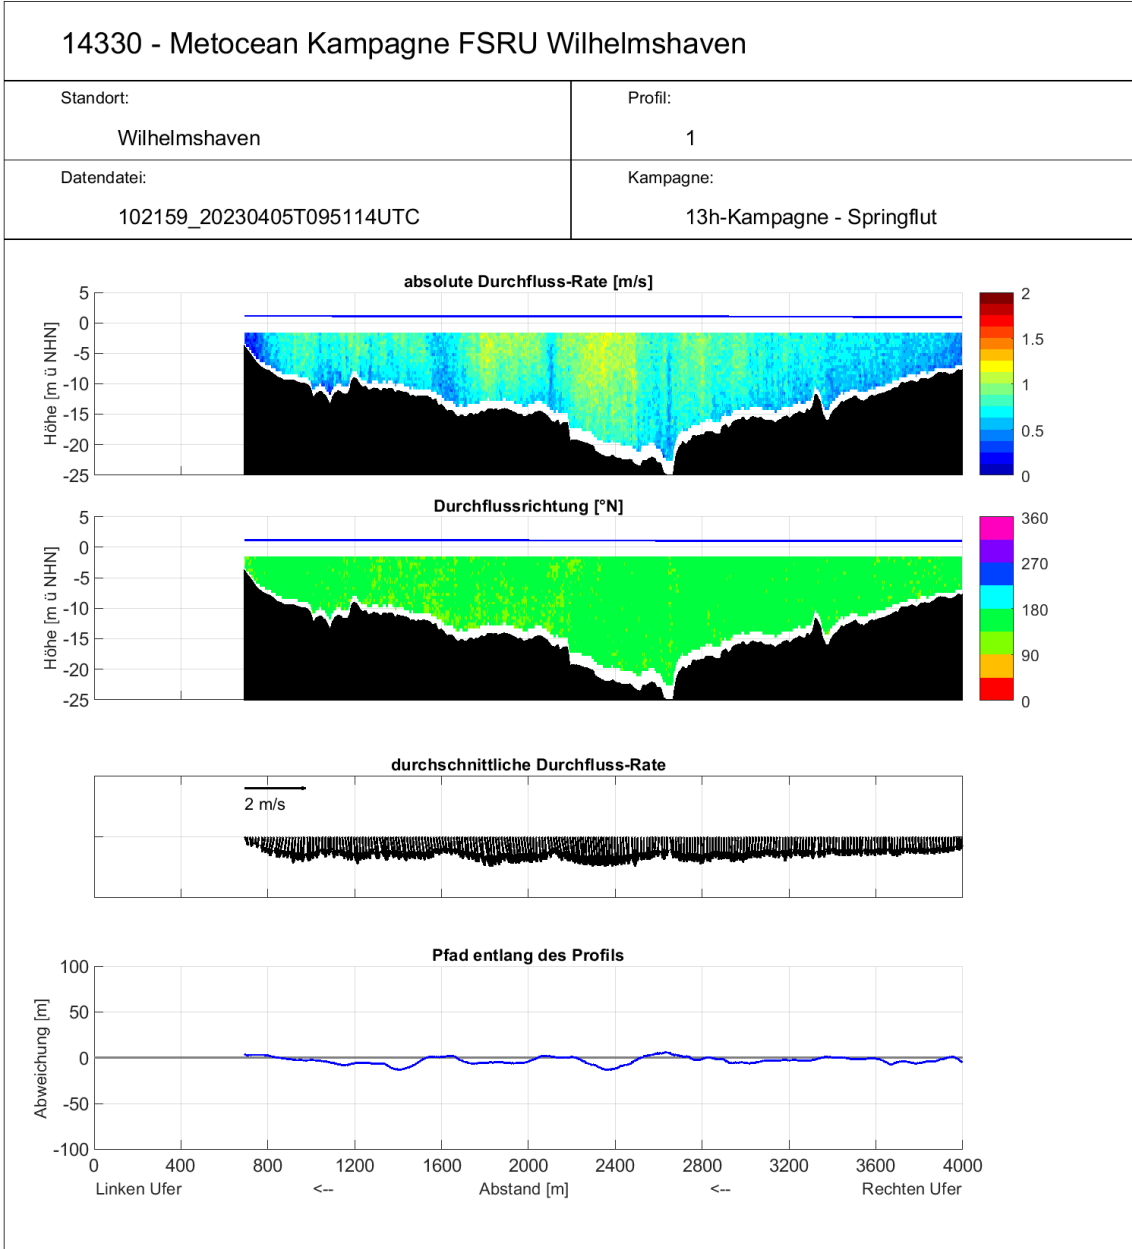 14330 - Metocean Kampagne FSRU Wilhelmshaven
Standort:
Wilhelmshaven
Profil:
1
Datendatei:
102159_20230405T095114UTC
Kampagne:
13h-Kampagne - Springflut
absolute Durchfluss-Rate [m/s]
Höhe [m ü NHN]
5
0
-5
-10
-15
-20
-25
2
1.5
1
0.5
0
Durchflussrichtung [°N]
Höhe [m ü NHN]
5
0
-5
-10
-15
-20
-25
360
270
180
90
0
durchschnittliche Durchfluss-Rate
2 m/s
Pfad entlang des Profils
Abweichung [m]
100
50
0
-50
-100
0 400 800 1200 1600 2000 2400 2800 3200 3600 4000
Linken Ufer <-- Abstand [m] <-- Rechten Ufer